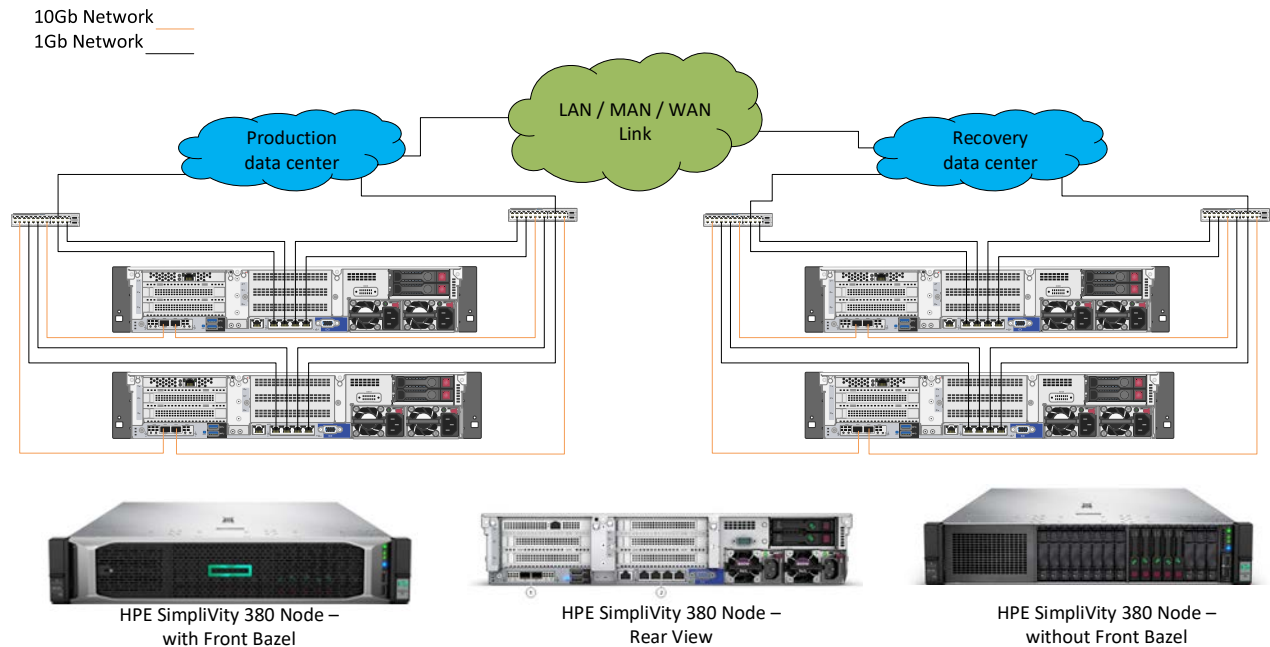 10Gb Network
1Gb Network
LAN / MAN / WAN
Link
Production
data center
Recovery
data center
HPE SimpliVity 380 Node –
with Front Bazel
HPE SimpliVity 380 Node –
Rear View
HPE SimpliVity 380 Node –
without Front Bazel